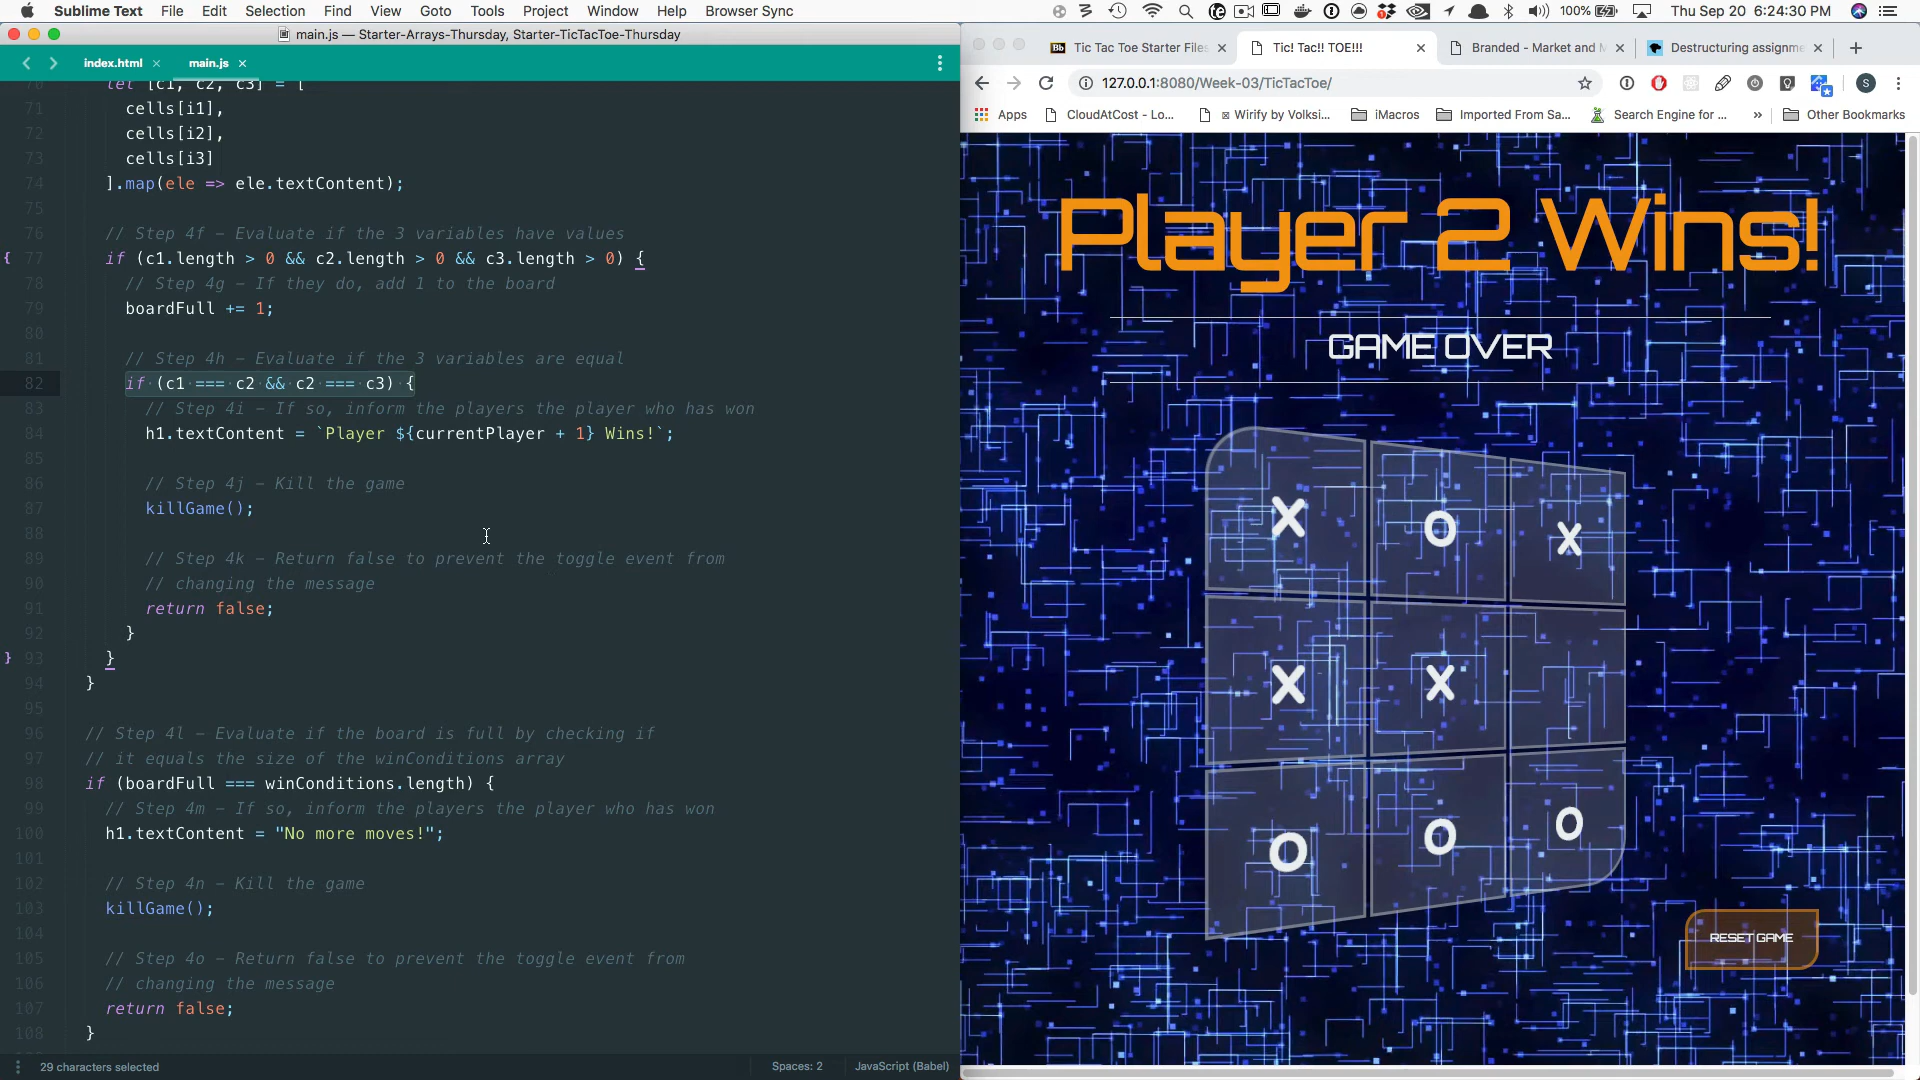 Sublime Text File Edit Selection Find View Goto Tools Project Window Help Browser Sync
100% Thu Sep 20 6:24:30 PM
main.js — Starter-Arrays-Thursday, Starter-TicTacToe-Thursday
index.html × main.js ×
70 let [c1, c2, c3] = [
71 cells[i1],
72 cells[i2],
73 cells[i3]
74 ].map(ele => ele.textContent);
75
76 // Step 4f – Evaluate if the 3 variables have values
77 if (c1.length > 0 && c2.length > 0 && c3.length > 0) {
78 // Step 4g – If they do, add 1 to the board
79 boardFull += 1;
80
81 // Step 4h – Evaluate if the 3 variables are equal
82 if (c1 === c2 && c2 === c3) {
83 // Step 4i – If so, inform the players the player who has won
84 h1.textContent = `Player ${currentPlayer + 1} Wins!`;
85
86 // Step 4j – Kill the game
87 killGame();
88
89 // Step 4k – Return false to prevent the toggle event from
90 // changing the message
91 return false;
92 }
93 }
94 }
95
96 // Step 4l – Evaluate if the board is full by checking if
97 // it equals the size of the winConditions array
98 if (boardFull === winConditions.length) {
99 // Step 4m – If so, inform the players the player who has won
100 h1.textContent = "No more moves!";
101
102 // Step 4n – Kill the game
103 killGame();
104
105 // Step 4o – Return false to prevent the toggle event from
106 // changing the message
107 return false;
108 }
29 characters selected Spaces: 2 JavaScript (Babel)
Bb Tic Tac Toe Starter Files × Tic! Tac!! TOE!!! × Branded - Market and M × Destructuring assignme ×
127.0.0.1:8080/Week-03/TicTacToe/ S
Apps CloudAtCost - Lo... Wirify by Volksi... iMacros Imported From Sa... Search Engine for ... » Other Bookmarks
Player 2 Wins!
GAME OVER
X O X
X X
O O O
RESET GAME